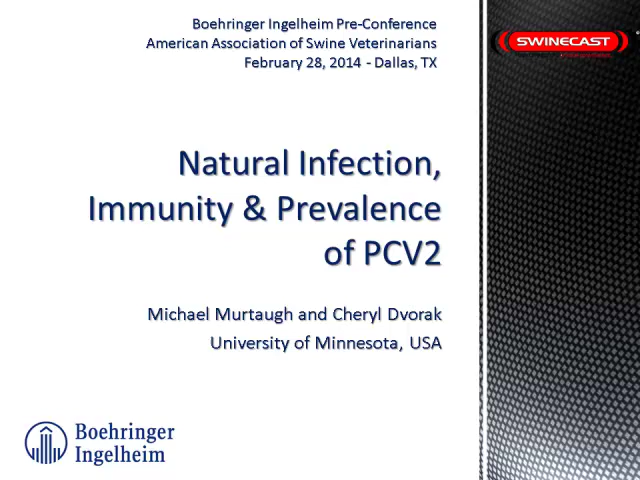 Boehringer Ingelheim Pre-Conference
American Association of Swine Veterinarians
February 28, 2014 - Dallas, TX
SWINECAST
Natural Infection,
Immunity & Prevalence
of PCV2
Michael Murtaugh and Cheryl Dvorak
University of Minnesota, USA
Boehringer
Ingelheim